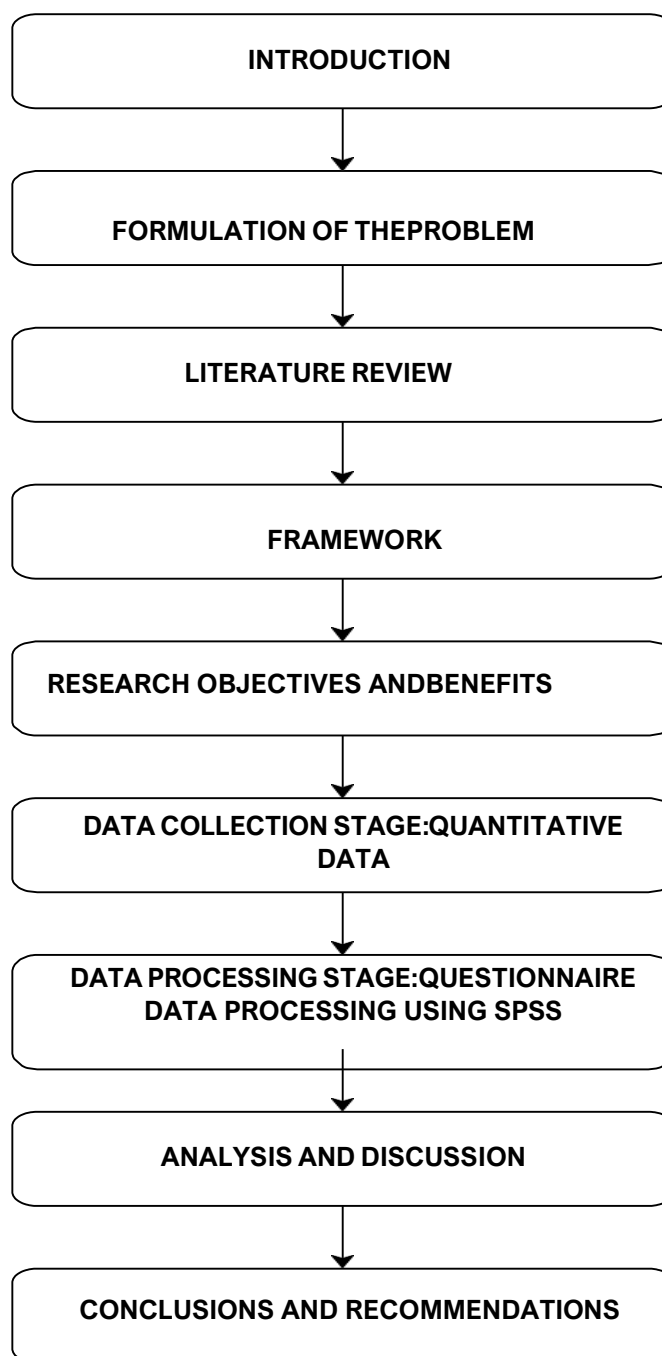 INTRODUCTION
FORMULATION OF THEPROBLEM
LITERATURE REVIEW
FRAMEWORK
RESEARCH OBJECTIVES ANDBENEFITS
DATA COLLECTION STAGE:QUANTITATIVE
DATA
DATA PROCESSING STAGE:QUESTIONNAIRE
DATA PROCESSING USING SPSS
ANALYSIS AND DISCUSSION
CONCLUSIONS AND RECOMMENDATIONS